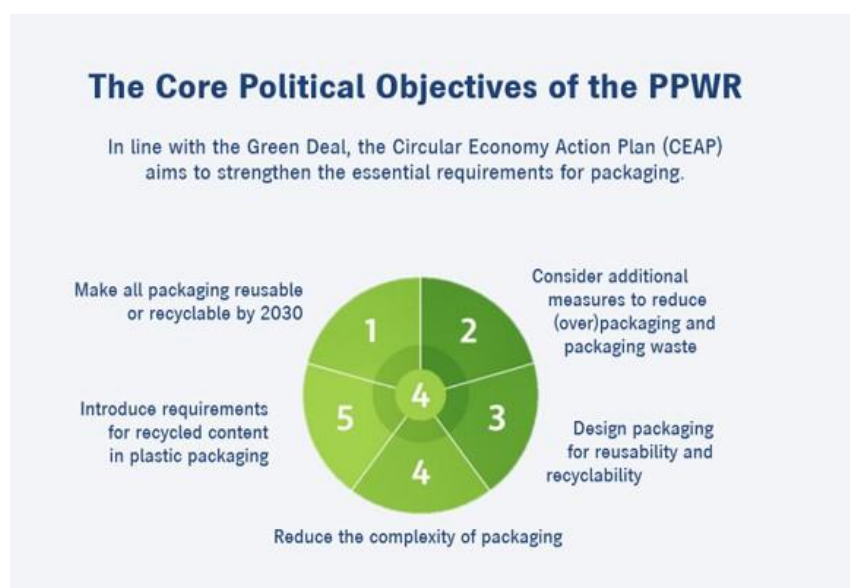 The Core Political Objectives of the PPWR
In line with the Green Deal, the Circular Economy Action Plan (CEAP)
aims to strengthen the essential requirements for packaging.
Make all packaging reusable
or recyclable by 2030
1
2
Consider additional
measures to reduce
(over)packaging and
packaging waste
Introduce requirements
for recycled content
in plastic packaging
5
4
3
Design packaging
for reusability and
recyclability
4
Reduce the complexity of packaging